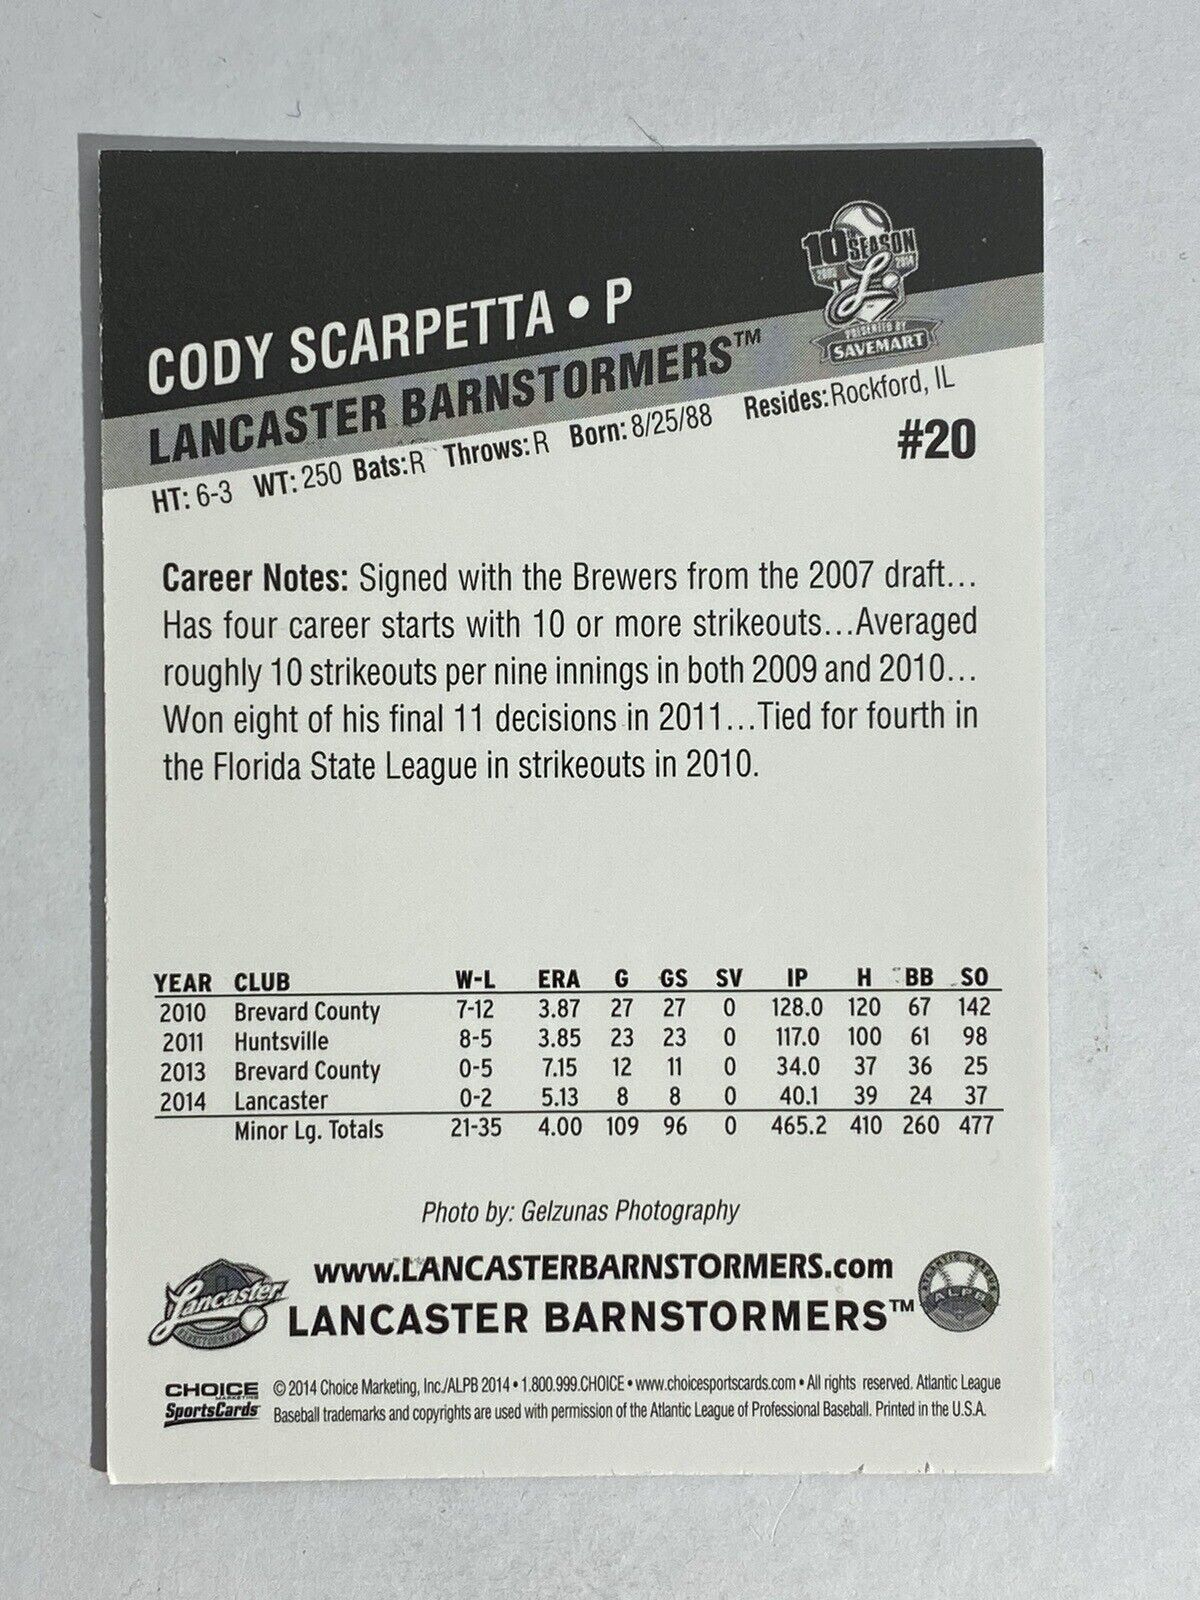 10 SEASON
2005 2014
L
PRESENTED BY
SAVEMART
CODY SCARPETTA • P
LANCASTER BARNSTORMERS™
HT: 6-3 WT: 250 Bats:R Throws:R Born: 8/25/88 Resides:Rockford, IL
#20
Career Notes: Signed with the Brewers from the 2007 draft...
Has four career starts with 10 or more strikeouts...Averaged
roughly 10 strikeouts per nine innings in both 2009 and 2010...
Won eight of his final 11 decisions in 2011...Tied for fourth in
the Florida State League in strikeouts in 2010.
YEAR CLUB W-L ERA G GS SV IP H BB SO
2010 Brevard County 7-12 3.87 27 27 0 128.0 120 67 142
2011 Huntsville 8-5 3.85 23 23 0 117.0 100 61 98
2013 Brevard County 0-5 7.15 12 11 0 34.0 37 36 25
2014 Lancaster 0-2 5.13 8 8 0 40.1 39 24 37
Minor Lg. Totals 21-35 4.00 109 96 0 465.2 410 260 477
Photo by: Gelzunas Photography
Lancaster
BARNSTORMERS
www.LANCASTERBARNSTORMERS.com
LANCASTER BARNSTORMERS™
ATLANTIC LEAGUE
ALPB
CHOICE
MARKETING
SportsCards
© 2014 Choice Marketing, Inc./ALPB 2014 • 1.800.999.CHOICE • www.choicesportscards.com • All rights reserved. Atlantic League
Baseball trademarks and copyrights are used with permission of the Atlantic League of Professional Baseball. Printed in the U.S.A.